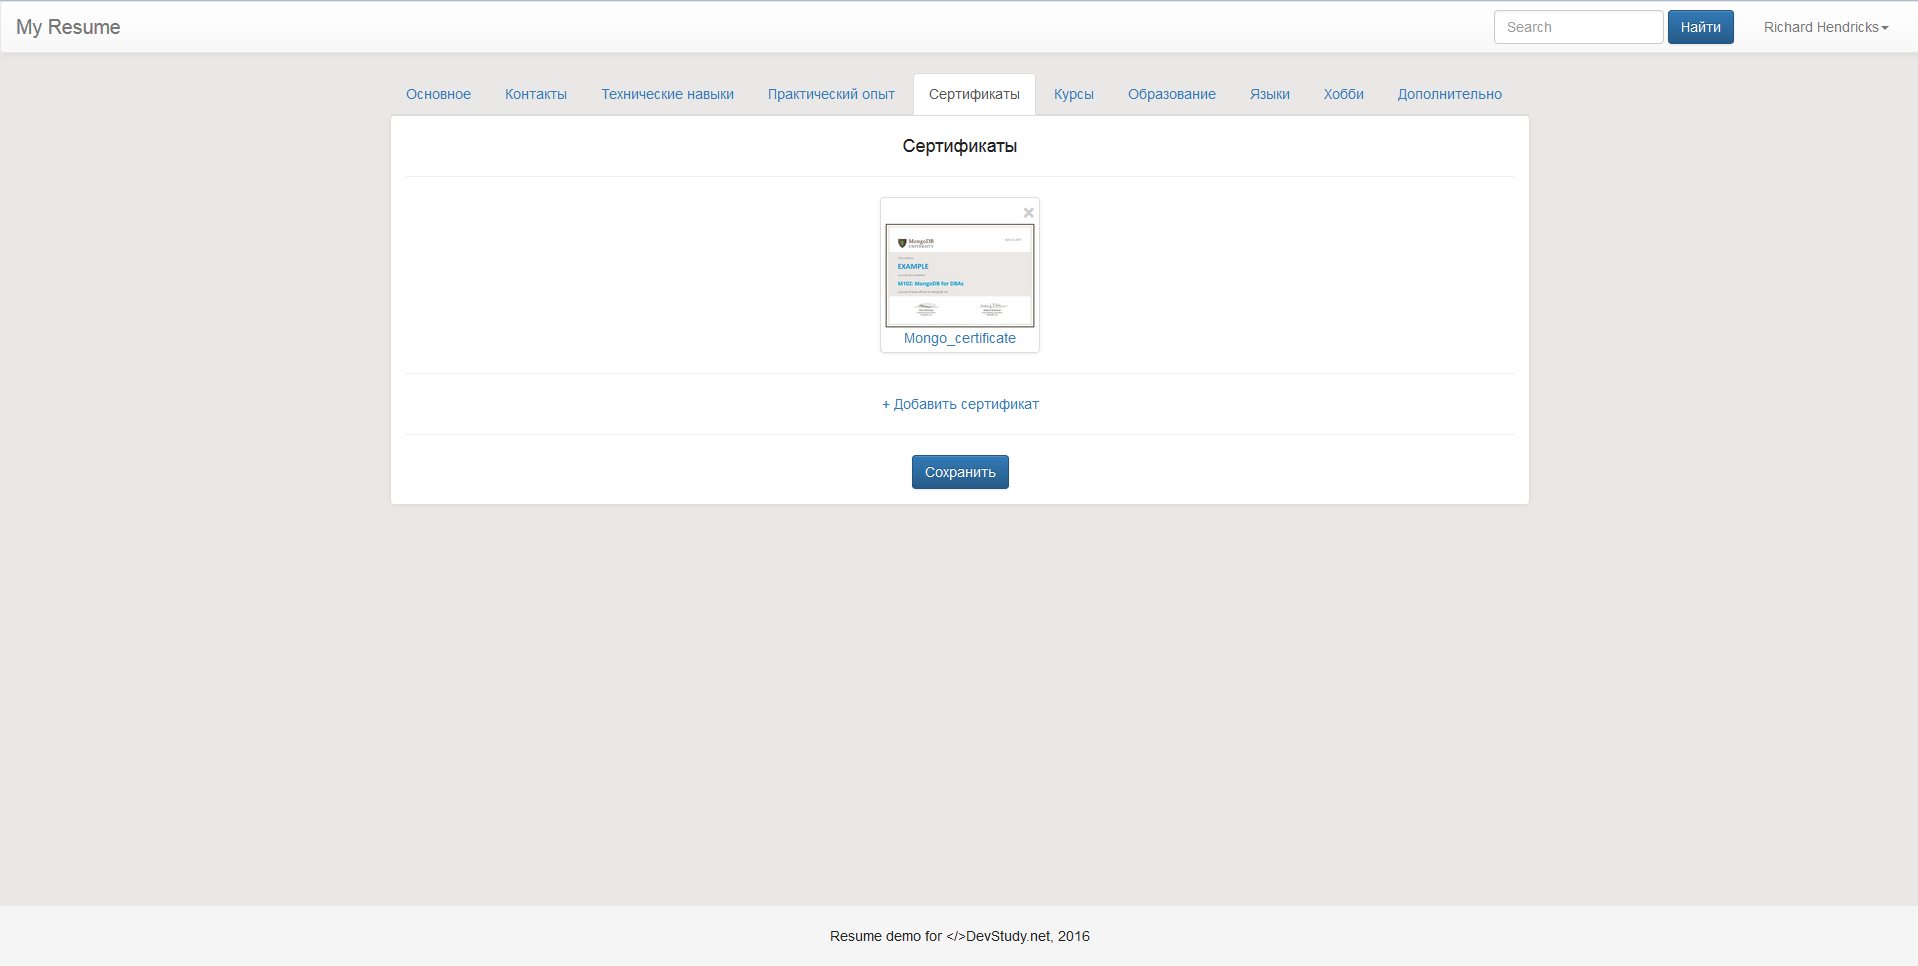 My Resume
Search
Найти
Richard Hendricks
Основное
Контакты
Технические навыки
Практический опыт
Сертификаты
Курсы
Образование
Языки
Хобби
Дополнительно
Сертификаты
MongoDB
UNIVERSITY
EXAMPLE
M102: MongoDB for DBAs
Mongo_certificate
+ Добавить сертификат
Сохранить
Resume demo for </>DevStudy.net, 2016